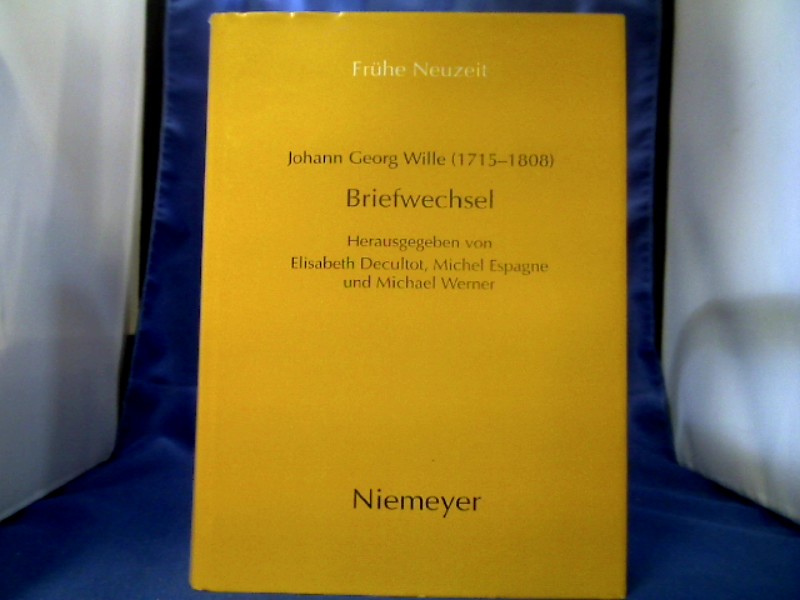 Frühe Neuzeit
Johann Georg Wille (1715–1808)
Briefwechsel
Herausgegeben von
Elisabeth Decultot, Michel Espagne
und Michael Werner
Niemeyer